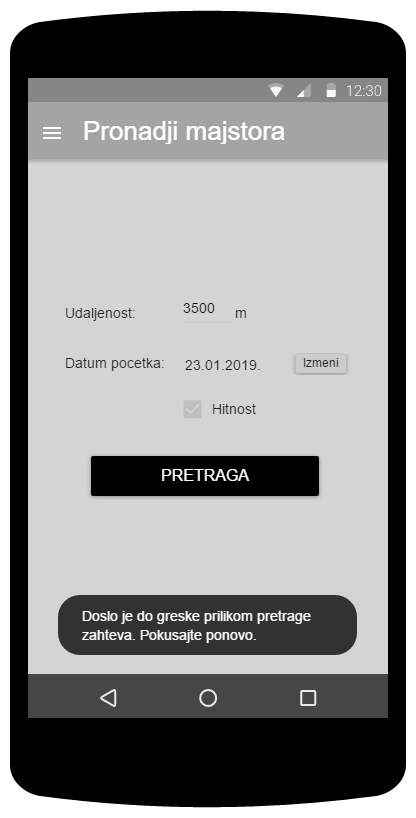 12:30
Pronadji majstora
Udaljenost: 3500 m
Datum pocetka: 23.01.2019. Izmeni
Hitnost
PRETRAGA
Doslo je do greske prilikom pretrage
zahteva. Pokusajte ponovo.